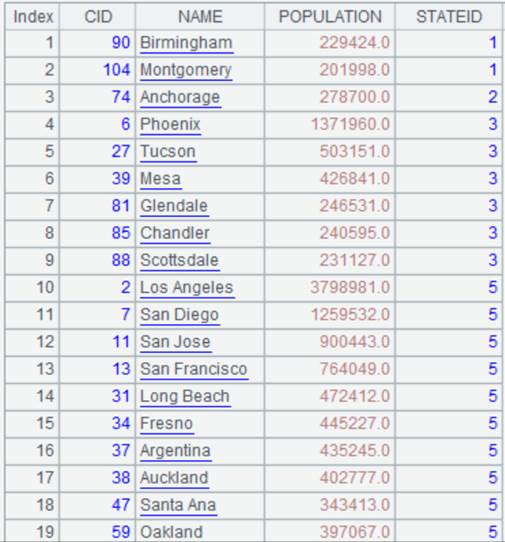 Index CID NAME POPULATION STATEID
1 90 Birmingham 229424.0 1
2 104 Montgomery 201998.0 1
3 74 Anchorage 278700.0 2
4 6 Phoenix 1371960.0 3
5 27 Tucson 503151.0 3
6 39 Mesa 426841.0 3
7 81 Glendale 246531.0 3
8 85 Chandler 240595.0 3
9 88 Scottsdale 231127.0 3
10 2 Los Angeles 3798981.0 5
11 7 San Diego 1259532.0 5
12 11 San Jose 900443.0 5
13 13 San Francisco 764049.0 5
14 31 Long Beach 472412.0 5
15 34 Fresno 445227.0 5
16 37 Argentina 435245.0 5
17 38 Auckland 402777.0 5
18 47 Santa Ana 343413.0 5
19 59 Oakland 397067.0 5